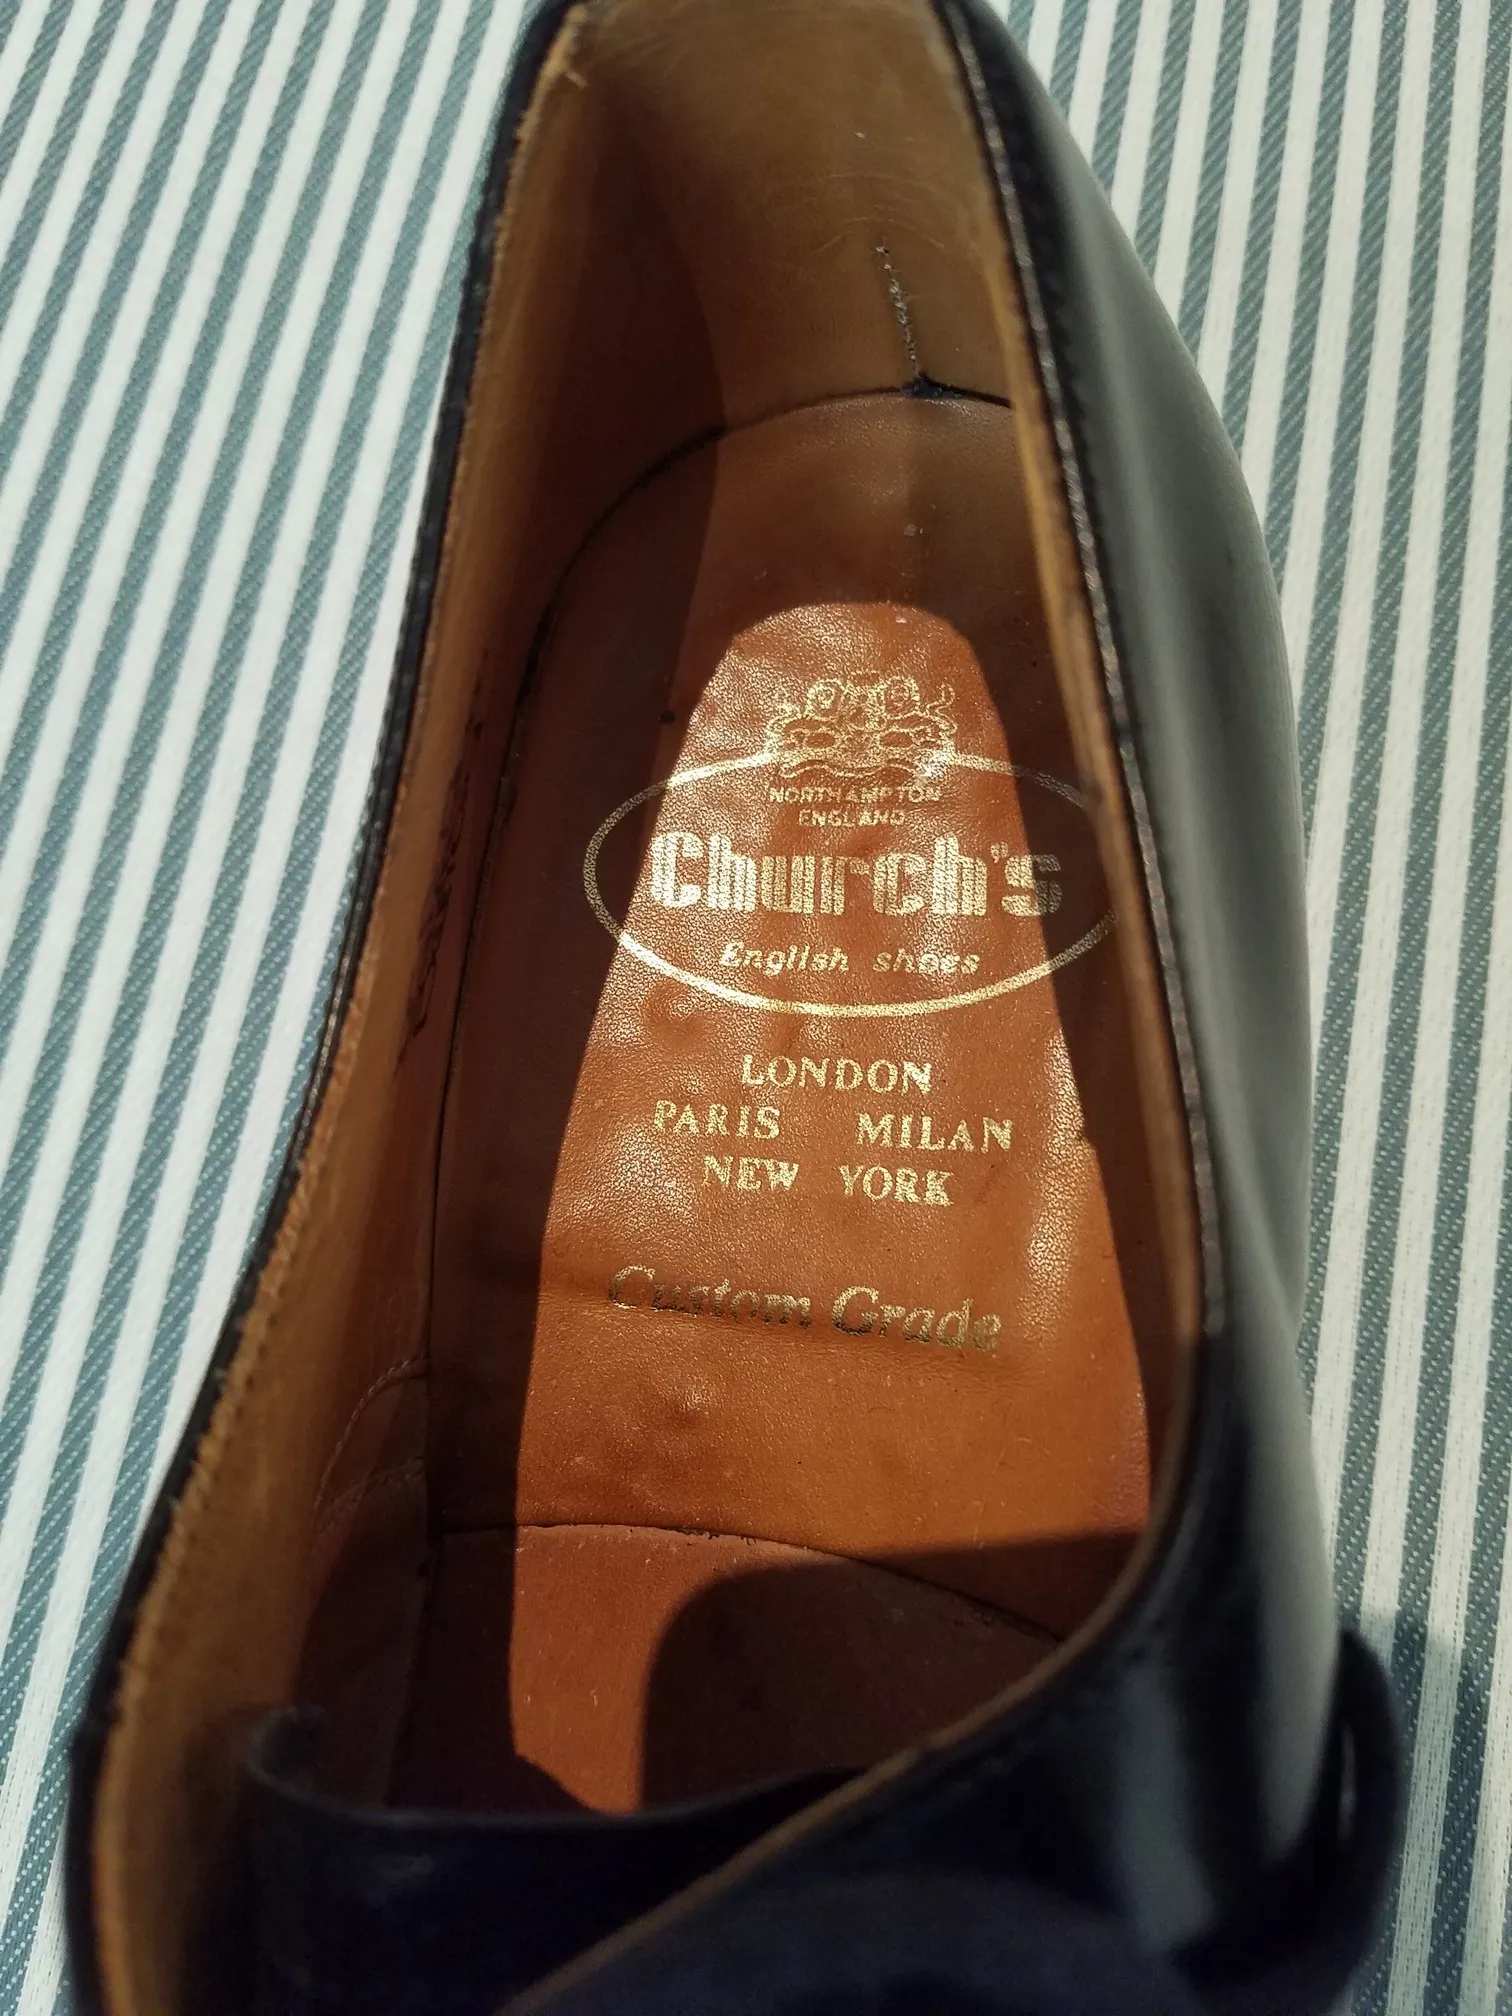 NORTHAMPTON
ENGLAND
Church's
English shoes
LONDON
PARIS MILAN
NEW YORK
Custom Grade